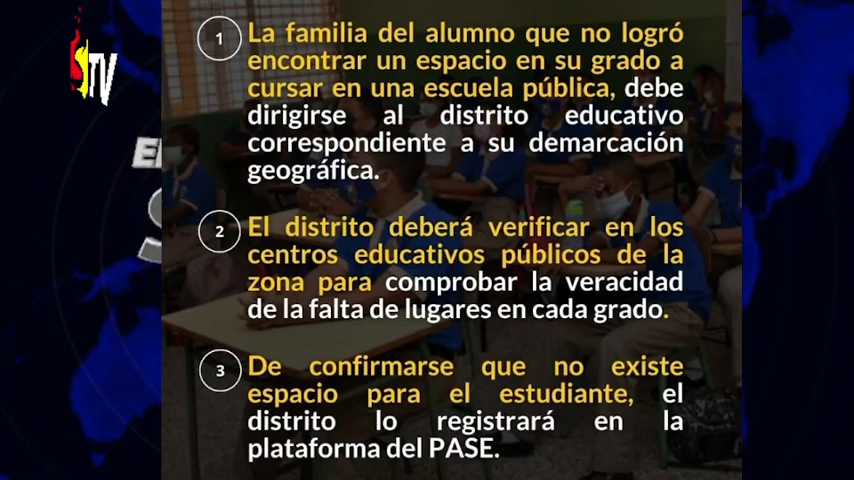 TV
1 La familia del alumno que no logró
encontrar un espacio en su grado a
cursar en una escuela pública, debe
dirigirse al distrito educativo
correspondiente a su demarcación
geográfica.
2 El distrito deberá verificar en los
centros educativos públicos de la
zona para comprobar la veracidad
de la falta de lugares en cada grado.
3 De confirmarse que no existe
espacio para el estudiante, el
distrito lo registrará en la
plataforma del PASE.